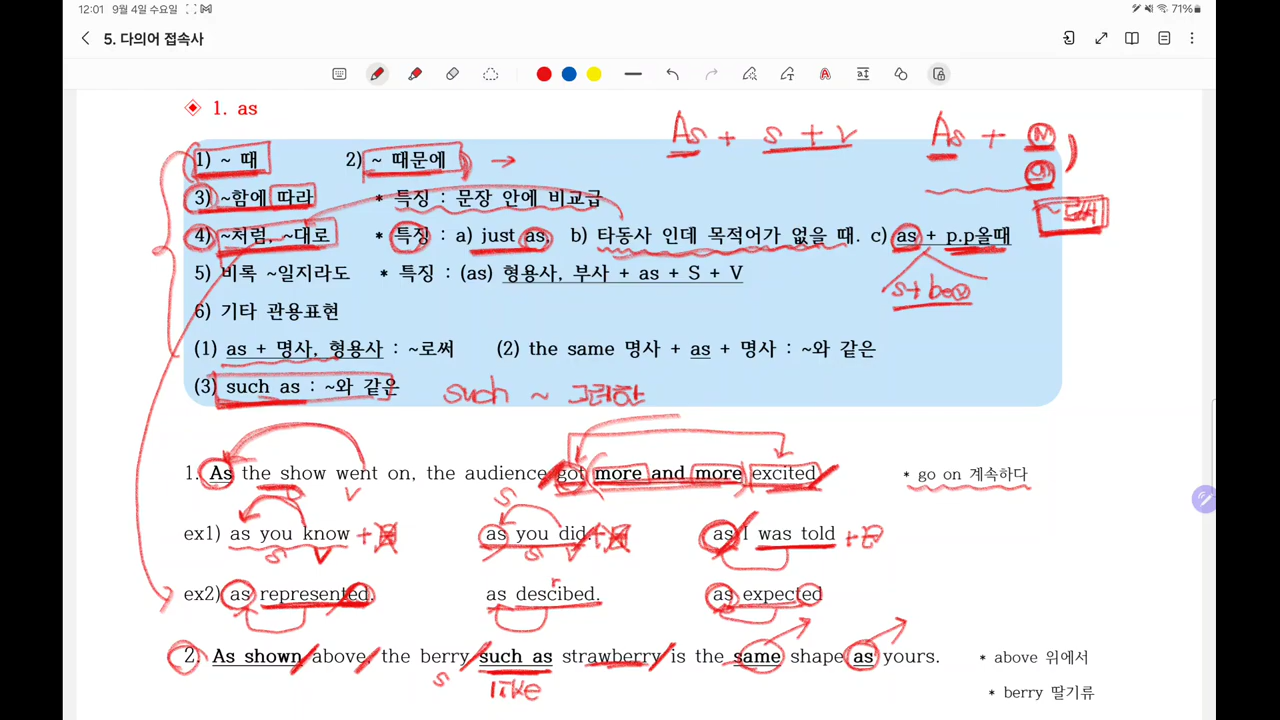 12:01 9월 4일 수요일 71%
5. 다의어 접속사
1. as
As + s + v As + N
1) ~ 때 2) ~ 때문에 →
3) ~함에 따라 * 특징 : 문장 안에 비교급
4) ~처럼, ~대로 * 특징 : a) just as, b) 타동사 인데 목적어가 없을 때. c) as + p.p올때
5) 비록 ~일지라도 * 특징 : (as) 형용사, 부사 + as + S + V
s+be
6) 기타 관용표현
(1) as + 명사, 형용사 : ~로써 (2) the same 명사 + as + 명사 : ~와 같은
(3) such as : ~와 같은 such ~ 그러한
1. As the show went on, the audience got more and more excited * go on 계속하다
v s
ex1) as you know + 목 as you did + 목 as I was told + 목
s v s v
ex2) as represented. as descibed. as expected
r
2. As shown above, the berry such as strawberry is the same shape as yours. * above 위에서
s like * berry 딸기류